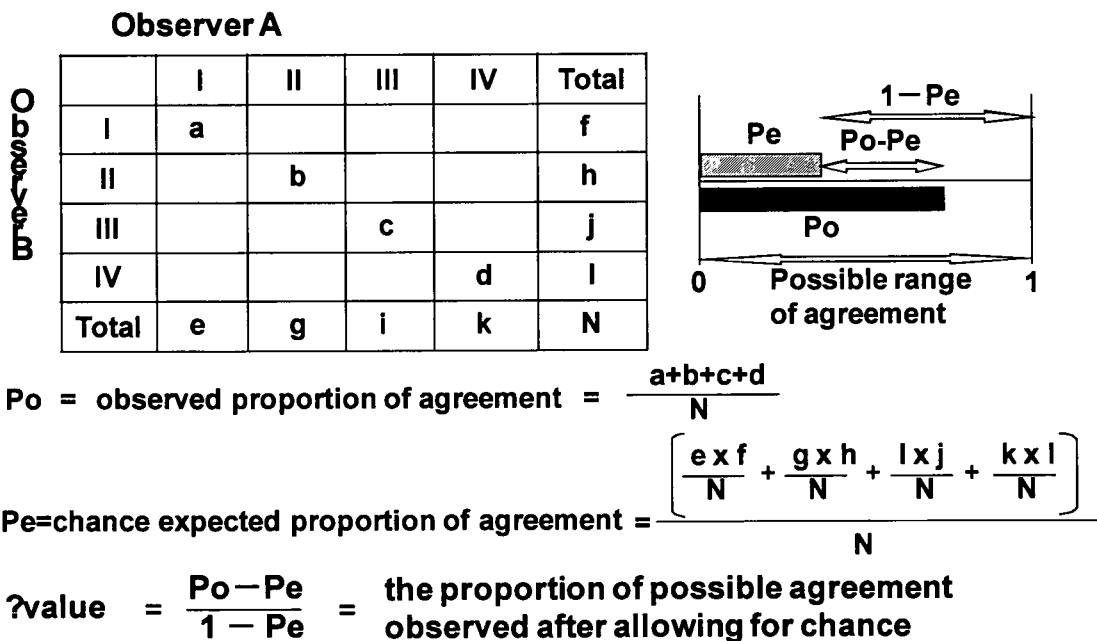 Observer A
Observer B
I II III IV Total
I a f
II b h
III c j
IV d l
Total e g i k N
1−Pe
Pe Po-Pe
Po
0 Possible range 1
of agreement
Po = observed proportion of agreement = a+b+c+d
N
e x f + g x h + I x j + k x l
N N N N
Pe=chance expected proportion of agreement =
N
?value = Po−Pe = the proportion of possible agreement
1 − Pe observed after allowing for chance